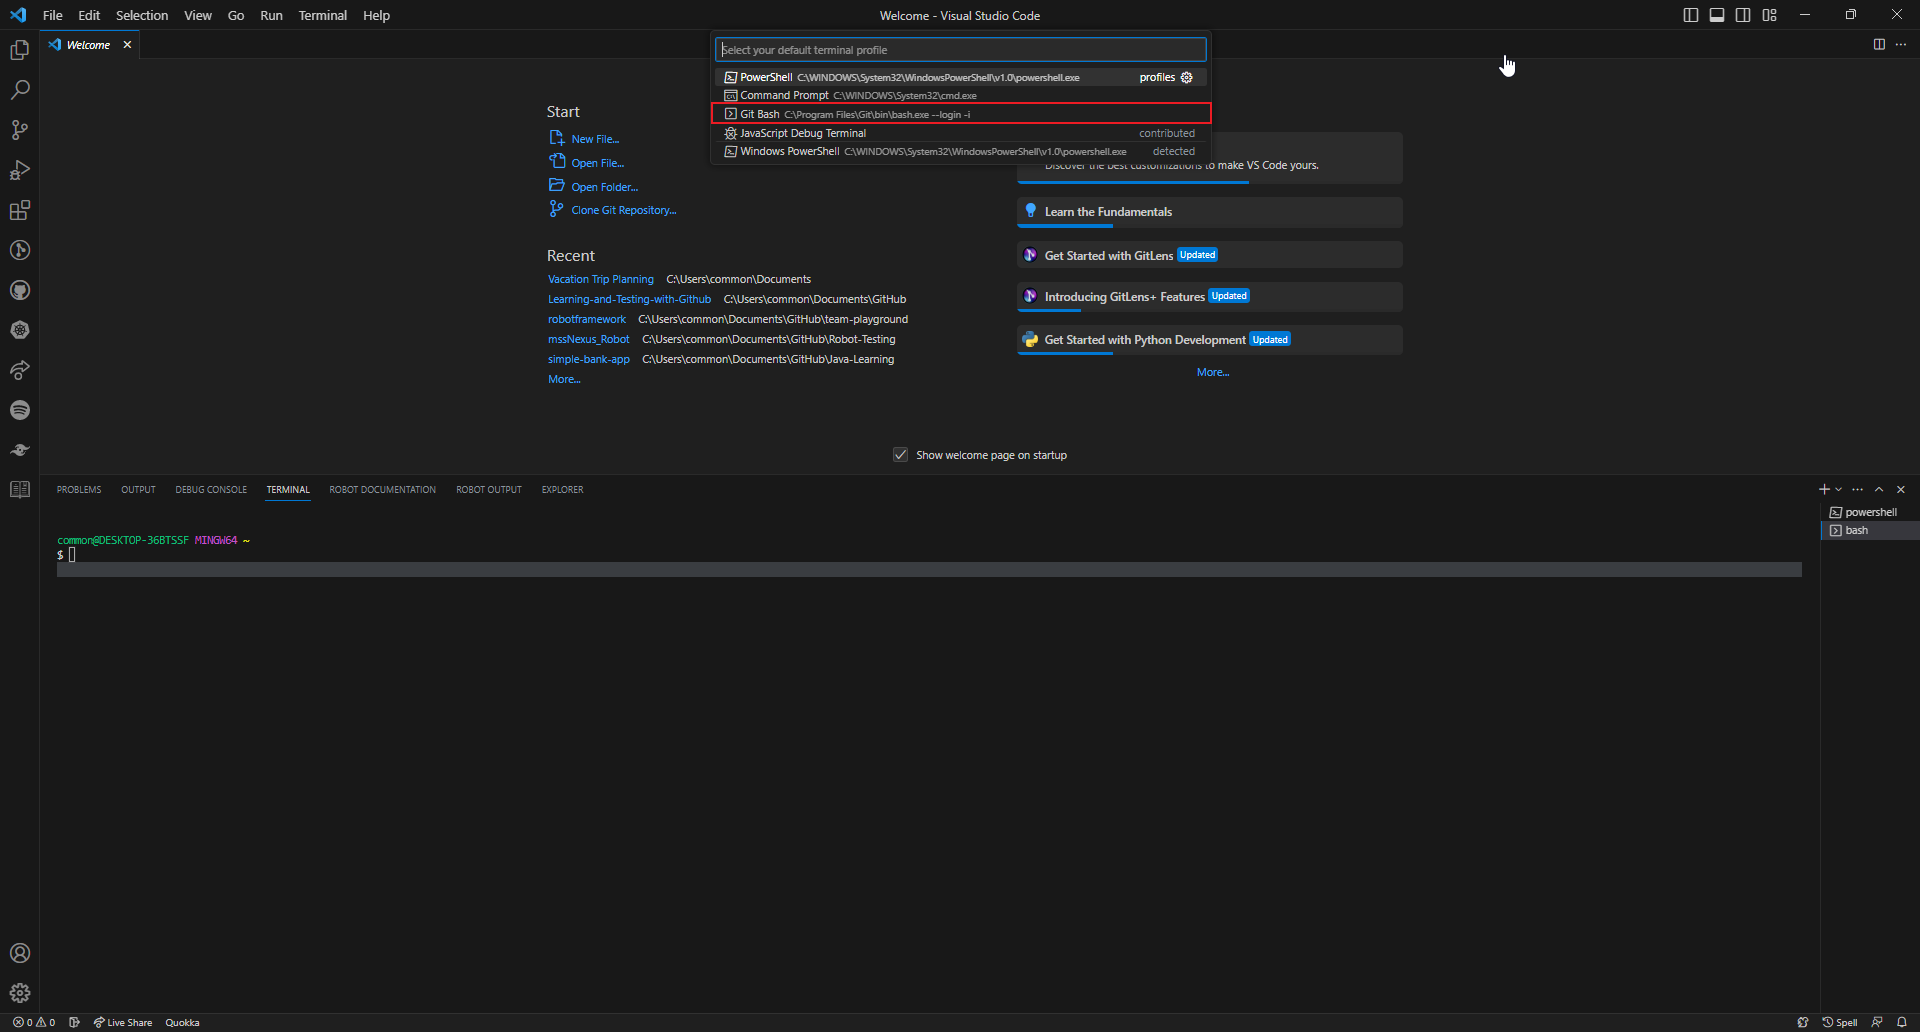 File Edit Selection View Go Run Terminal Help
Welcome - Visual Studio Code
Welcome
Select your default terminal profile
PowerShell C:\WINDOWS\System32\WindowsPowerShell\v1.0\powershell.exe profiles
Command Prompt C:\WINDOWS\System32\cmd.exe
Git Bash C:\Program Files\Git\bin\bash.exe --login -i
JavaScript Debug Terminal contributed
Windows PowerShell C:\WINDOWS\System32\WindowsPowerShell\v1.0\powershell.exe detected
Start
New File...
Open File...
Open Folder...
Clone Git Repository...
Recent
Vacation Trip Planning C:\Users\common\Documents
Learning-and-Testing-with-Github C:\Users\common\Documents\GitHub
robotframework C:\Users\common\Documents\GitHub\team-playground
mssNexus_Robot C:\Users\common\Documents\GitHub\Robot-Testing
simple-bank-app C:\Users\common\Documents\GitHub\Java-Learning
More...
Discover the best customizations to make VS Code yours.
Learn the Fundamentals
Get Started with GitLens Updated
Introducing GitLens+ Features Updated
Get Started with Python Development Updated
More...
Show welcome page on startup
PROBLEMS OUTPUT DEBUG CONSOLE TERMINAL ROBOT DOCUMENTATION ROBOT OUTPUT EXPLORER
powershell
bash
common@DESKTOP-36BTSSF MINGW64 ~
$
0 0 Live Share Quokka
Spell